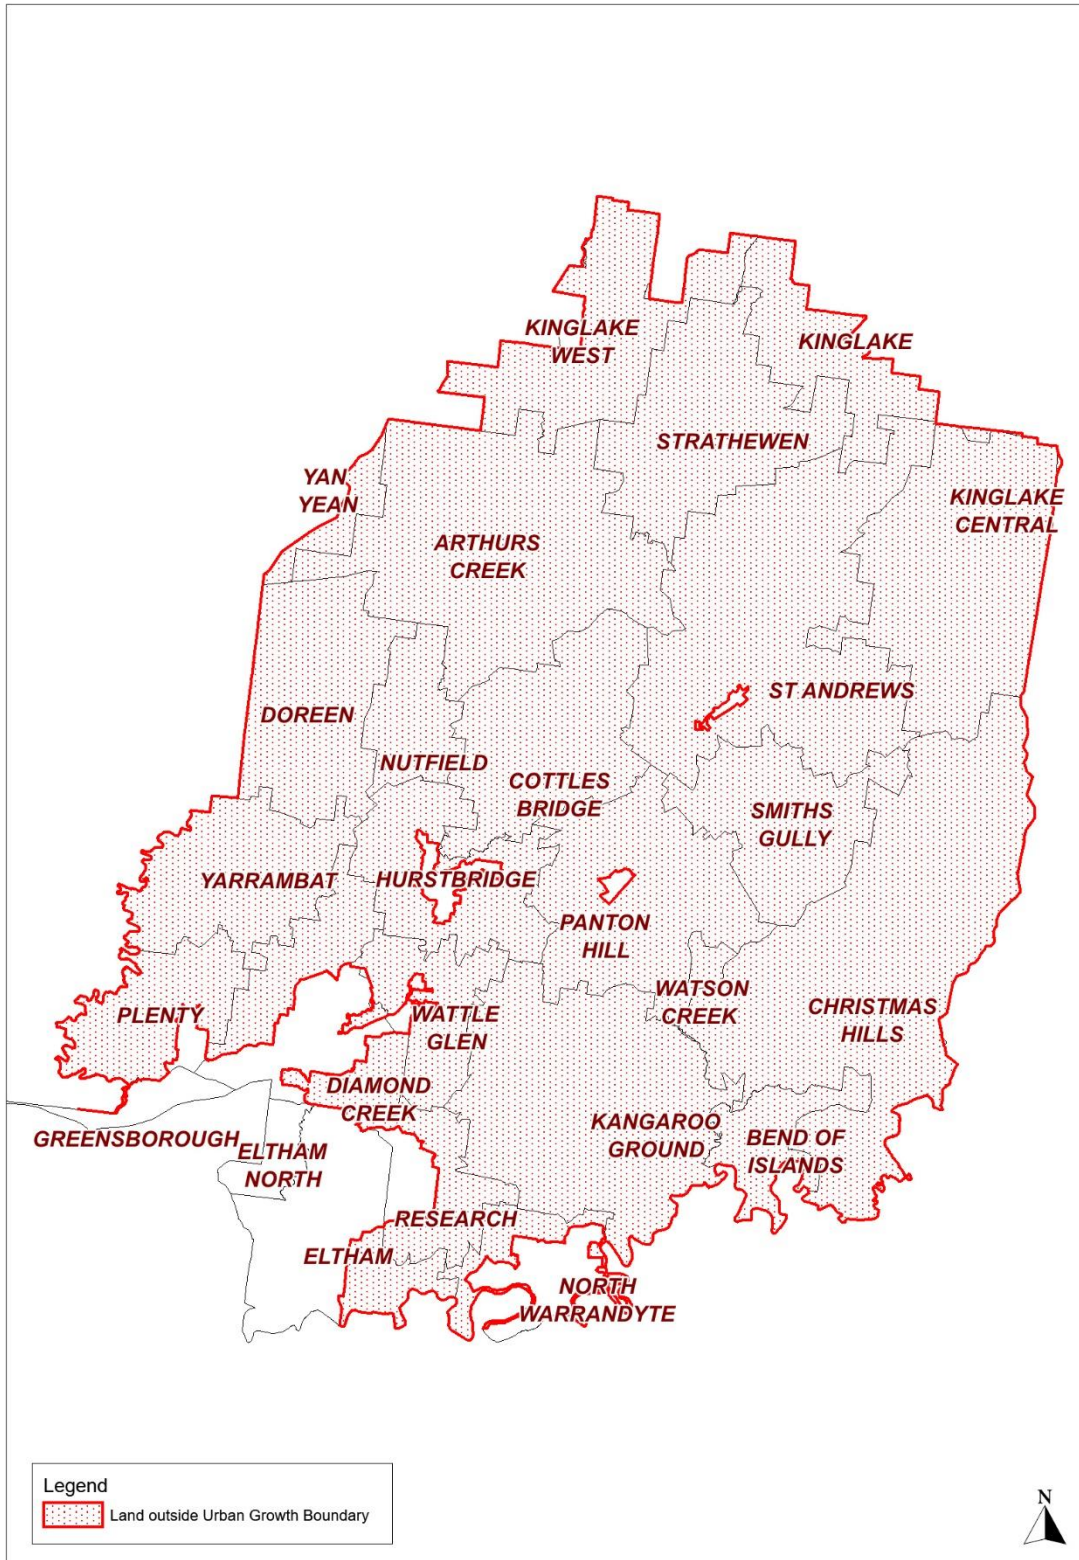 KINGLAKE
WEST
KINGLAKE
STRATHEWEN
YAN
YEAN
KINGLAKE
CENTRAL
ARTHURS
CREEK
ST ANDREWS
DOREEN
NUTFIELD
COTTLES
BRIDGE
SMITHS
GULLY
YARRAMBAT
HURSTBRIDGE
PANTON
HILL
WATSON
CREEK
CHRISTMAS
HILLS
PLENTY
WATTLE
GLEN
DIAMOND
CREEK
KANGAROO
GROUND
BEND OF
ISLANDS
GREENSBOROUGH
ELTHAM
NORTH
RESEARCH
ELTHAM
NORTH
WARRANDYTE
Legend
Land outside Urban Growth Boundary
N